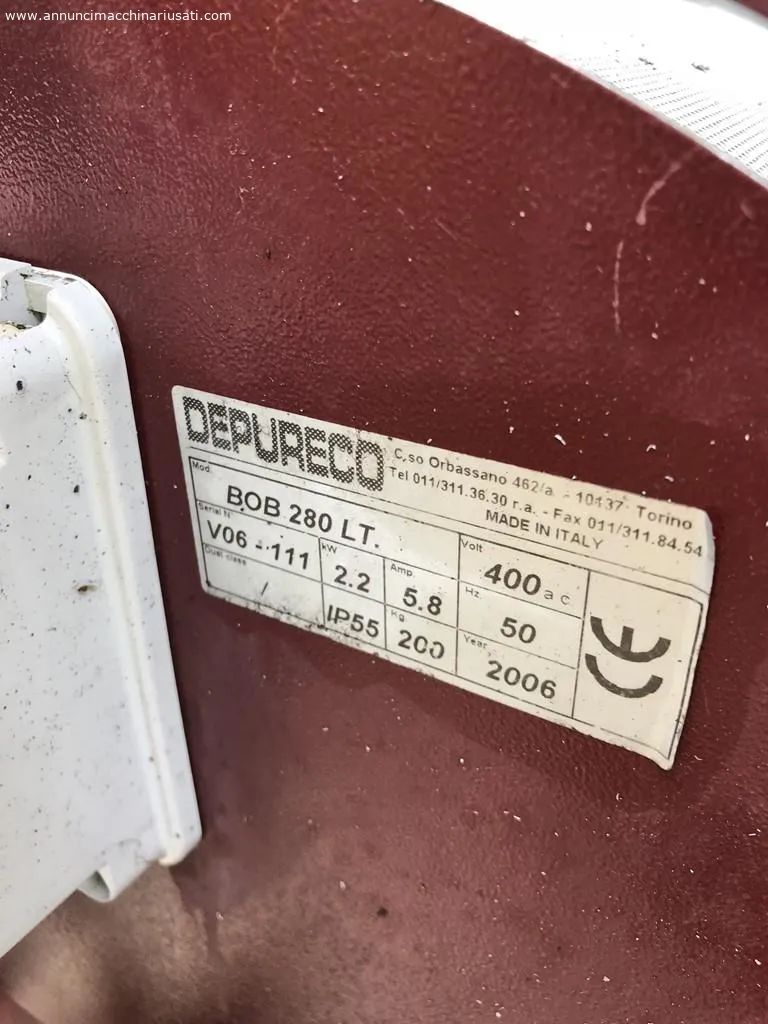 www.annuncimacchinariusati.com
DEPURECO
C.so Orbassano 462/a - 10137 Torino
Tel 011/311.36.30 r.a. - Fax 011/311.84.54
MADE IN ITALY
Mod.
BOB 280 LT.
Serial N.
V06 - 111
kW
2.2
Amp.
5.8
Volt
400 a c
Hz.
50
Dust class
/
IP55
Kg.
200
Year
2006
CE